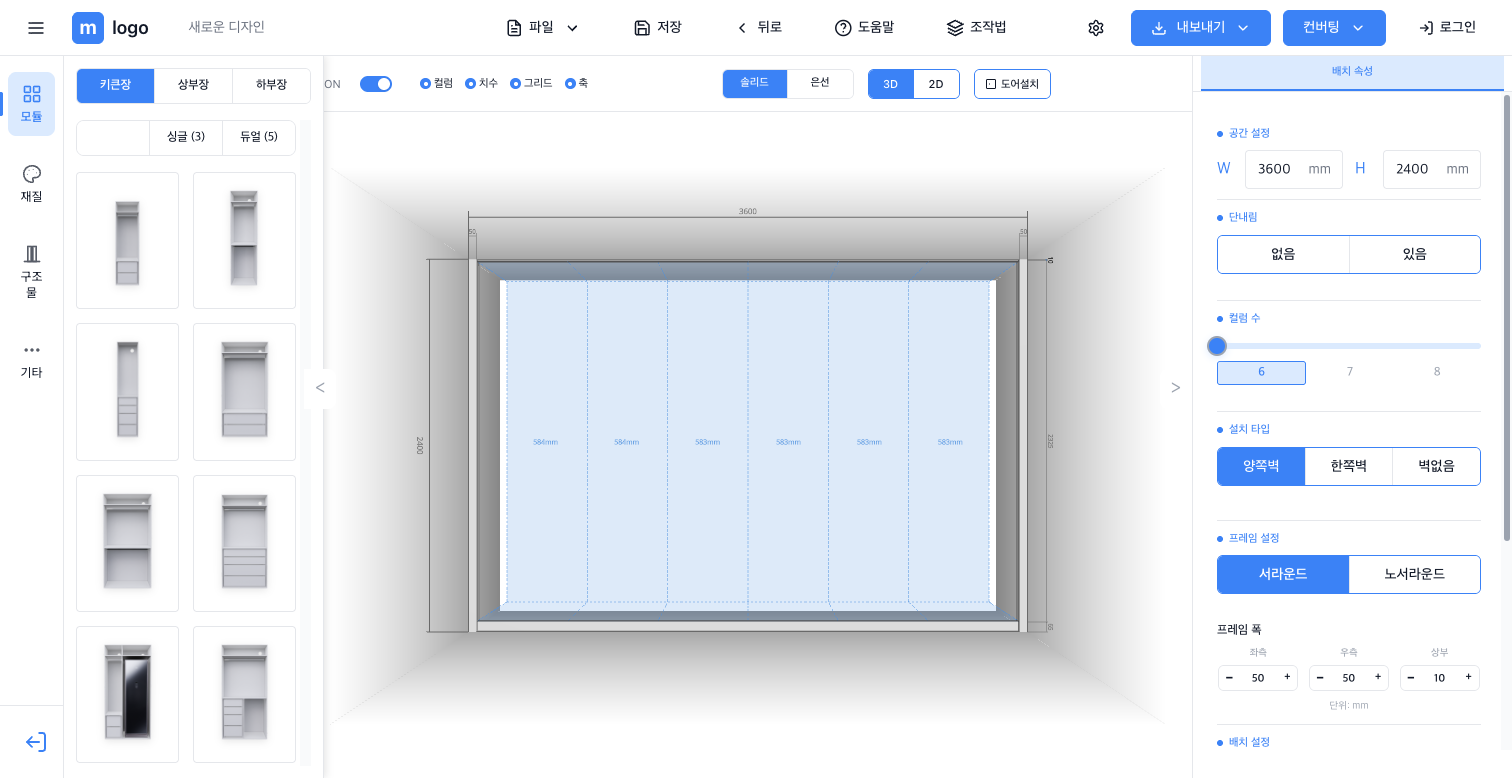 m logo
새로운 디자인
파일
저장
뒤로
도움말
조작법
내보내기
컨버팅
로그인
모듈
재질
구조
물
기타
키큰장
상부장
하부장
싱글 (3)
듀얼 (5)
ON
컬럼
치수
그리드
축
솔리드
은선
3D
2D
도어설치
<
3600
50
50
10
2400
2325
584mm
584mm
583mm
583mm
583mm
583mm
>
배치 속성
공간 설정
W
3600 mm
H
2400 mm
단내림
없음
있음
컬럼 수
6
7
8
설치 타입
양쪽벽
한쪽벽
벽없음
프레임 설정
서라운드
노서라운드
프레임 폭
좌측
우측
상부
− 50 +
− 50 +
− 10 +
단위: mm
배치 설정